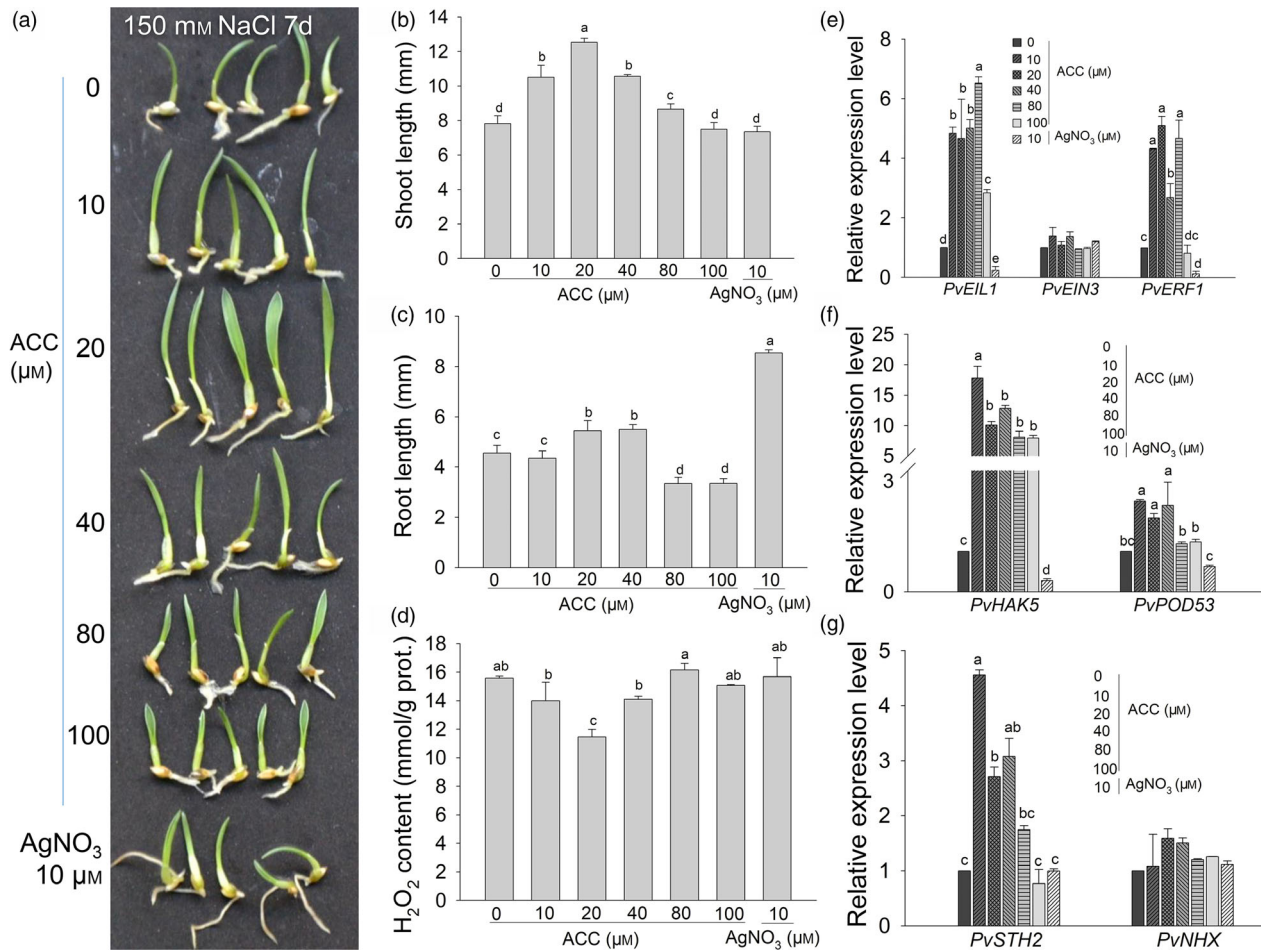 (a)
150 mM NaCl 7d
0
10
20
40
80
100
ACC
(μM)
AgNO3
10 μM
(b)
Shoot length (mm)
14
12
10
8
6
4
2
0
d
b
a
b
c
d
d
0 10 20 40 80 100 10
ACC (μM) AgNO3 (μM)
(c)
Root length (mm)
10
8
6
4
2
0
c
c
b
b
d
d
a
0 10 20 40 80 100 10
ACC (μM) AgNO3 (μM)
(d)
H2O2 content (mmol/g prot.)
18
16
14
12
10
8
6
4
2
0
ab
b
c
b
a
ab
ab
0 10 20 40 80 100 10
ACC (μM) AgNO3 (μM)
(e)
Relative expression level
8
6
4
2
0
d
b
b
b
a
c
e
c
a
a
b
a
dc
d
0
10
20
40
80
100
10
ACC (μM)
AgNO3 (μM)
PvEIL1 PvEIN3 PvERF1
(f)
Relative expression level
25
20
15
10
5
3
0
c
a
b
b
b
b
d
bc
a
a
a
b
b
c
0
10
20
40
80
100
10
ACC (μM)
AgNO3 (μM)
PvHAK5 PvPOD53
(g)
Relative expression level
5
4
3
2
1
0
c
a
b
ab
bc
c
c
0
10
20
40
80
100
10
ACC (μM)
AgNO3 (μM)
PvSTH2 PvNHX